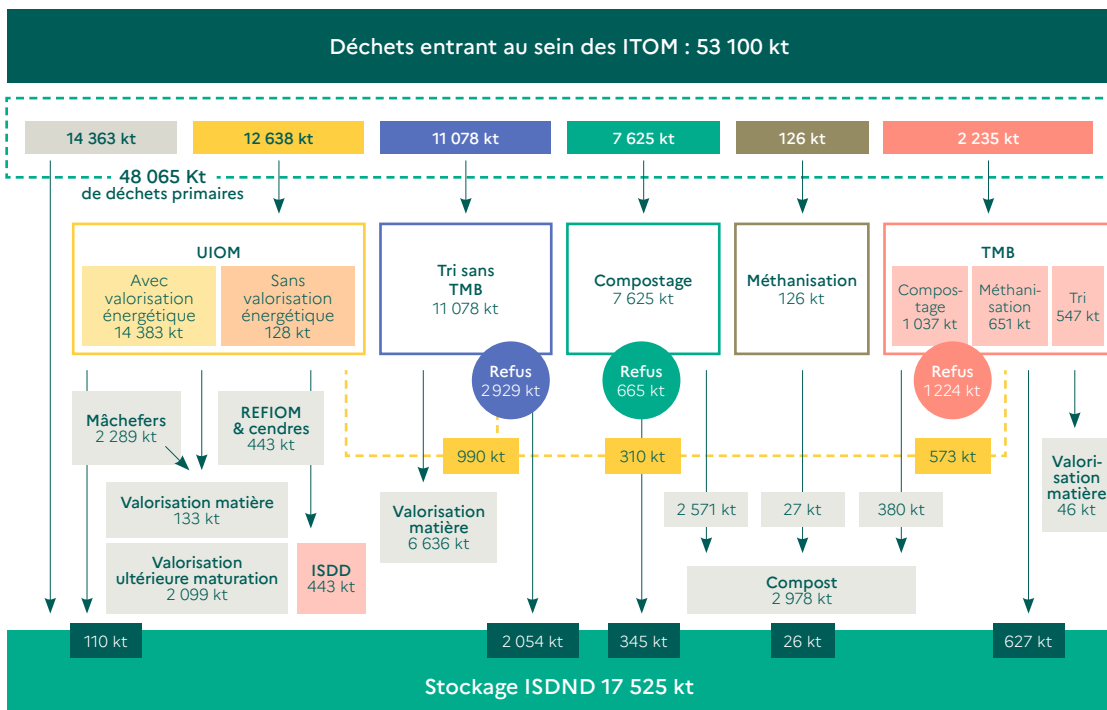 Déchets entrant au sein des ITOM : 53 100 kt
14 363 kt
12 638 kt
11 078 kt
7 625 kt
126 kt
2 235 kt
48 065 Kt
de déchets primaires
UIOM
Avec
valorisation
énergétique
14 383 kt
Sans
valorisation
énergétique
128 kt
Tri sans
TMB
11 078 kt
Compostage
7 625 kt
Méthanisation
126 kt
TMB
Compos-
tage
1 037 kt
Méthani-
sation
651 kt
Tri
547 kt
Refus
2 929 kt
Refus
665 kt
Refus
1 224 kt
Mâchefers
2 289 kt
REFIOM
& cendres
443 kt
990 kt
310 kt
573 kt
Valorisation matière
133 kt
Valorisation
ultérieure maturation
2 099 kt
ISDD
443 kt
Valorisation
matière
6 636 kt
2 571 kt
27 kt
380 kt
Valori-
sation
matière
46 kt
Compost
2 978 kt
110 kt
2 054 kt
345 kt
26 kt
627 kt
Stockage ISDND 17 525 kt